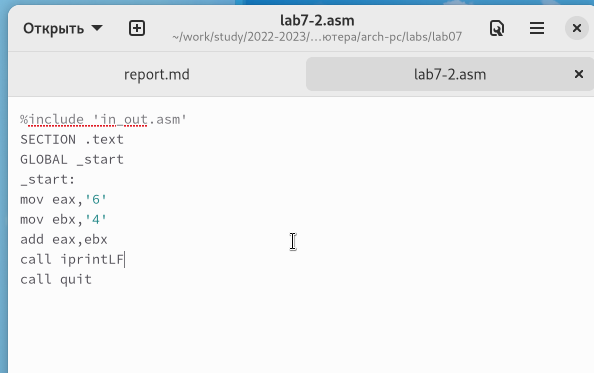 Открыть
lab7-2.asm
~/work/study/2022-2023/…ютера/arch-pc/labs/lab07
report.md
lab7-2.asm
%include 'in_out.asm'
SECTION .text
GLOBAL _start
_start:
mov eax,'6'
mov ebx,'4'
add eax,ebx
call iprintLF
call quit